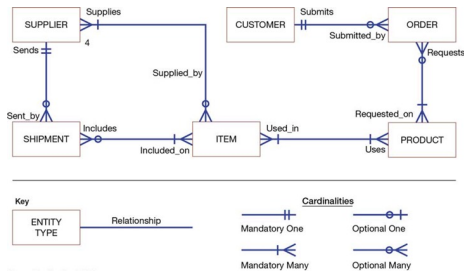 SUPPLIER
Supplies
4
Sends
Supplied_by
Sent_by
SHIPMENT
Includes
Included_on
ITEM
Used_in
Uses
CUSTOMER
Submits
Submitted_by
ORDER
Requests
Requested_on
PRODUCT
Key
ENTITY
TYPE
Relationship
Cardinalities
Mandatory One
Optional One
Mandatory Many
Optional Many